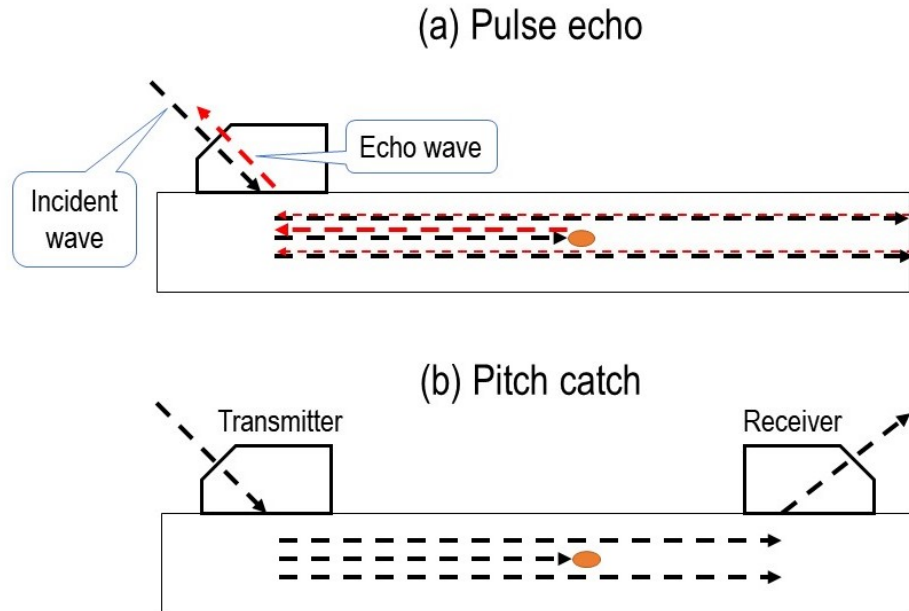 (a) Pulse echo
Echo wave
Incident
wave
(b) Pitch catch
Transmitter
Receiver